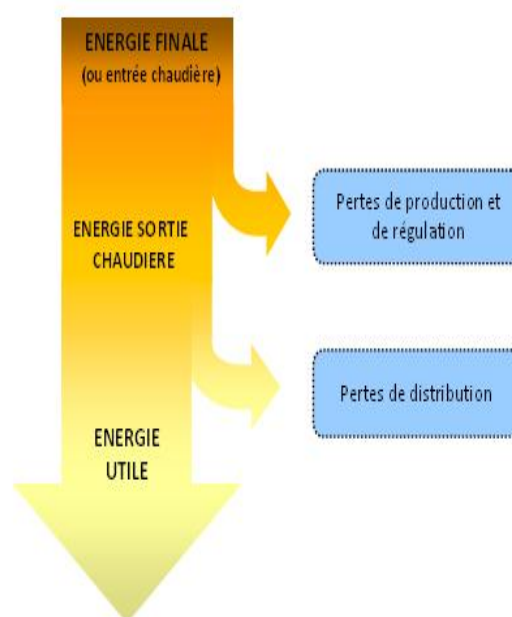 ENERGIE FINALE
(ou entrée chaudière)
Pertes de production et
de régulation
ENERGIE SORTIE
CHAUDIERE
Pertes de distribution
ENERGIE
UTILE